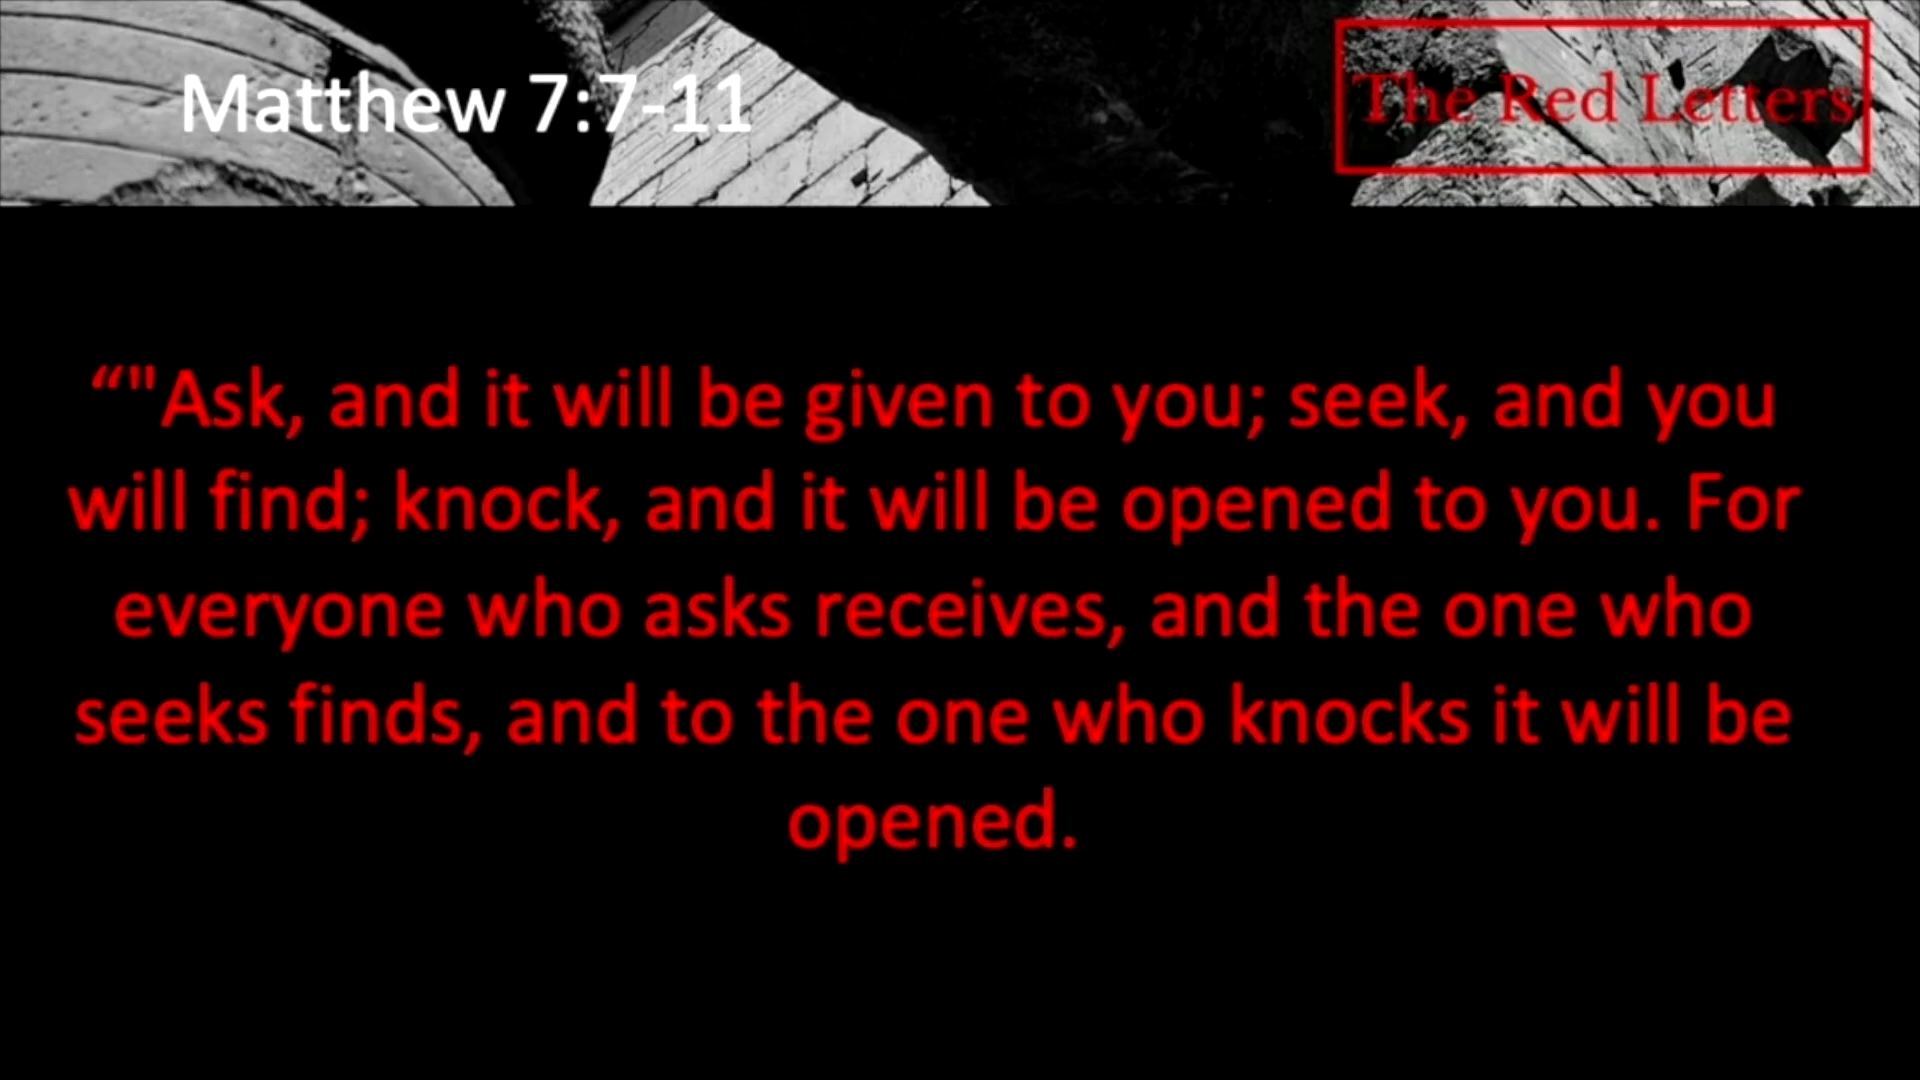 Matthew 7:7-11
The Red Letters
“"Ask, and it will be given to you; seek, and you
will find; knock, and it will be opened to you. For
everyone who asks receives, and the one who
seeks finds, and to the one who knocks it will be
opened.